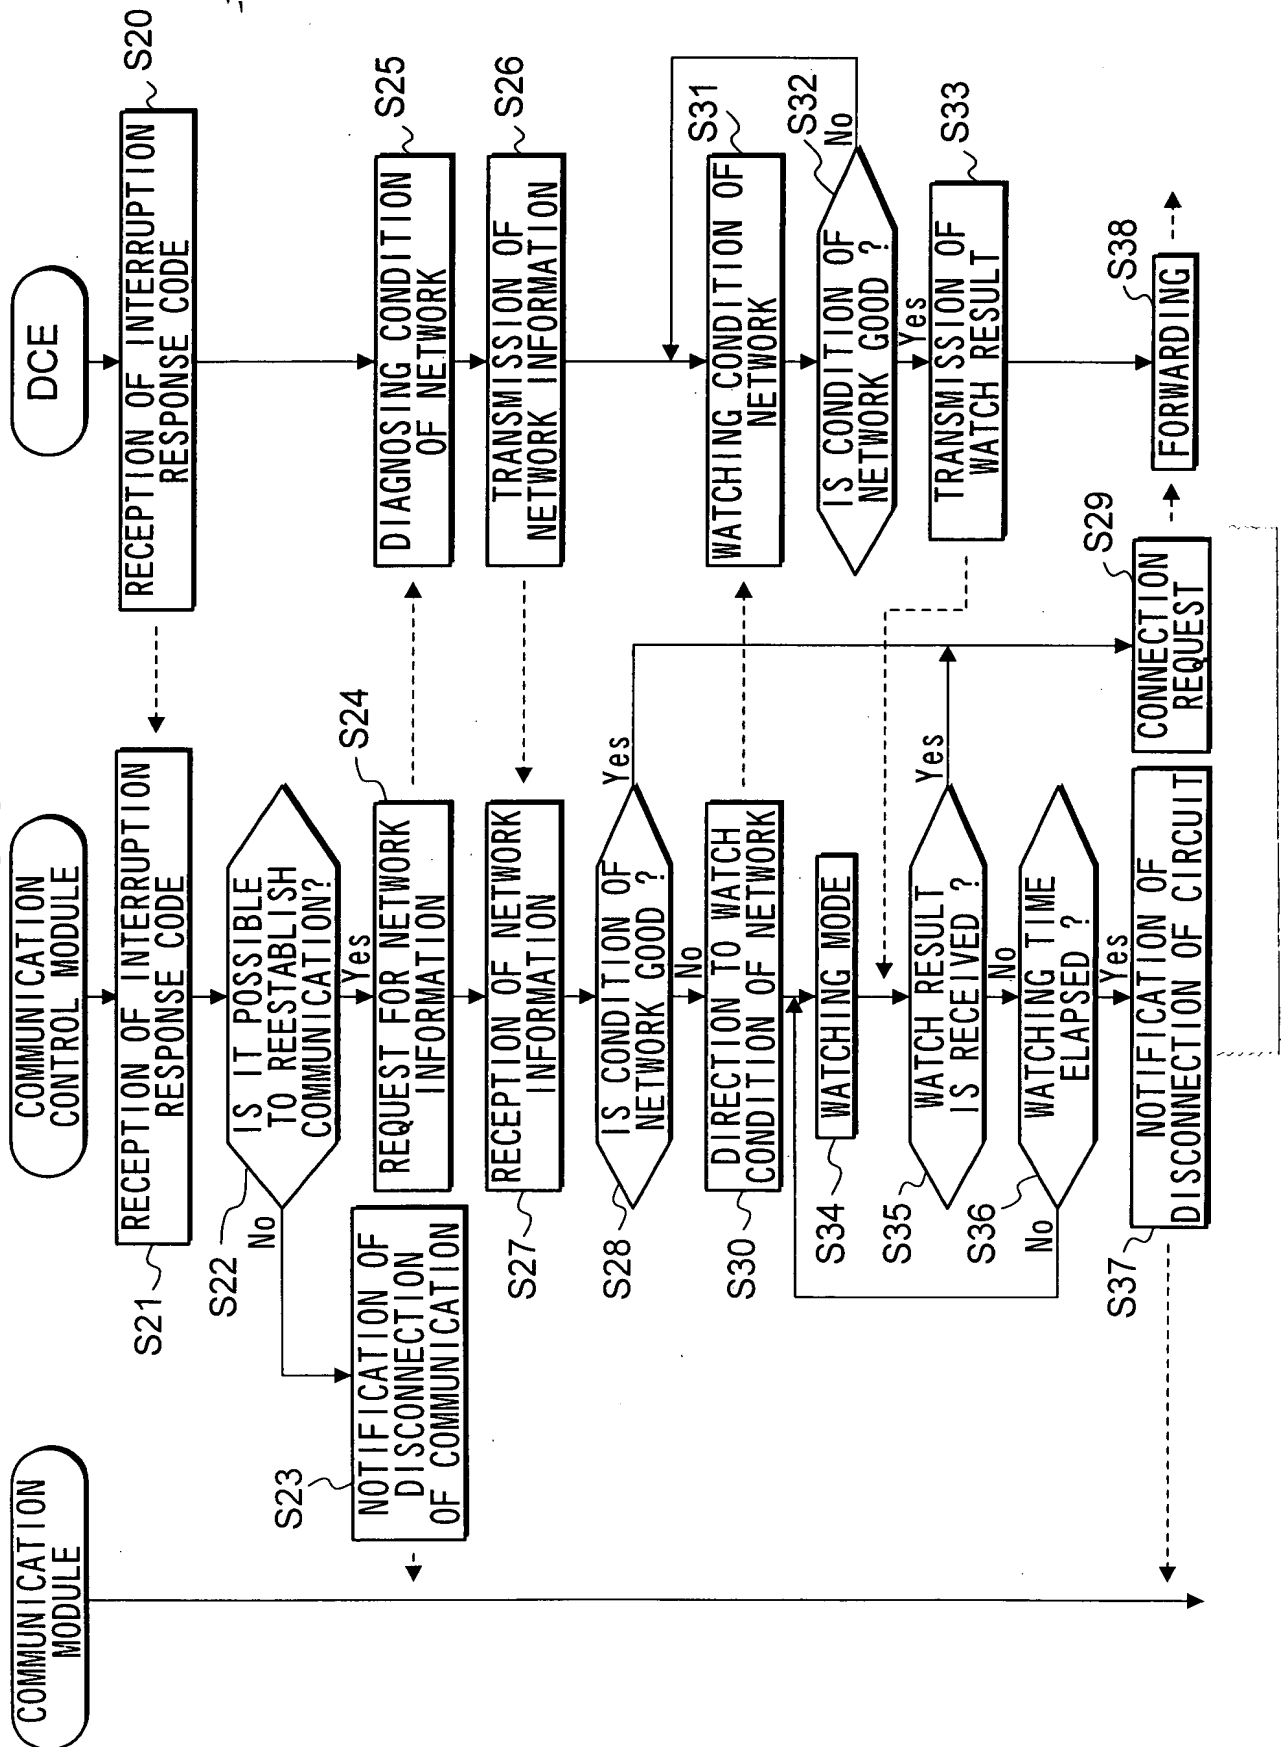 COMMUNICATION
MODULE
COMMUNICATION
CONTROL MODULE
DCE
RECEPTION OF INTERRUPTION
RESPONSE CODE
S20
RECEPTION OF INTERRUPTION
RESPONSE CODE
S21
IS IT POSSIBLE
TO REESTABLISH
COMMUNICATION?
S22
No
Yes
NOTIFICATION OF
DISCONNECTION
OF COMMUNICATION
S23
REQUEST FOR NETWORK
INFORMATION
S24
DIAGNOSING CONDITION
OF NETWORK
S25
TRANSMISSION OF
NETWORK INFORMATION
S26
RECEPTION OF NETWORK
INFORMATION
S27
IS CONDITION OF
NETWORK GOOD ?
S28
Yes
No
DIRECTION TO WATCH
CONDITION OF NETWORK
S30
WATCHING CONDITION OF
NETWORK
S31
IS CONDITION OF
NETWORK GOOD ?
S32
No
Yes
TRANSMISSION OF
WATCH RESULT
S33
WATCHING MODE
S34
WATCH RESULT
IS RECEIVED ?
S35
Yes
No
WATCHING TIME
ELAPSED ?
S36
No
Yes
NOTIFICATION OF
DISCONNECTION OF CIRCUIT
S37
CONNECTION
REQUEST
S29
FORWARDING
S38